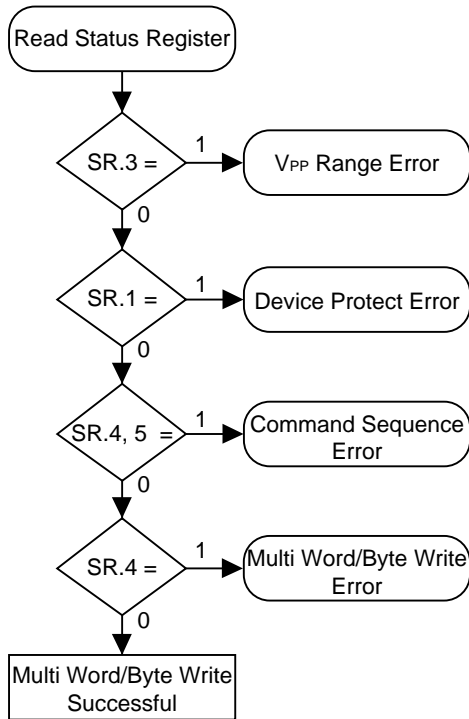 Read Status Register
SR.3 =
1
VPP Range Error
0
SR.1 =
1
Device Protect Error
0
SR.4, 5 =
1
Command Sequence
Error
0
SR.4 =
1
Multi Word/Byte Write
Error
0
Multi Word/Byte Write
Successful